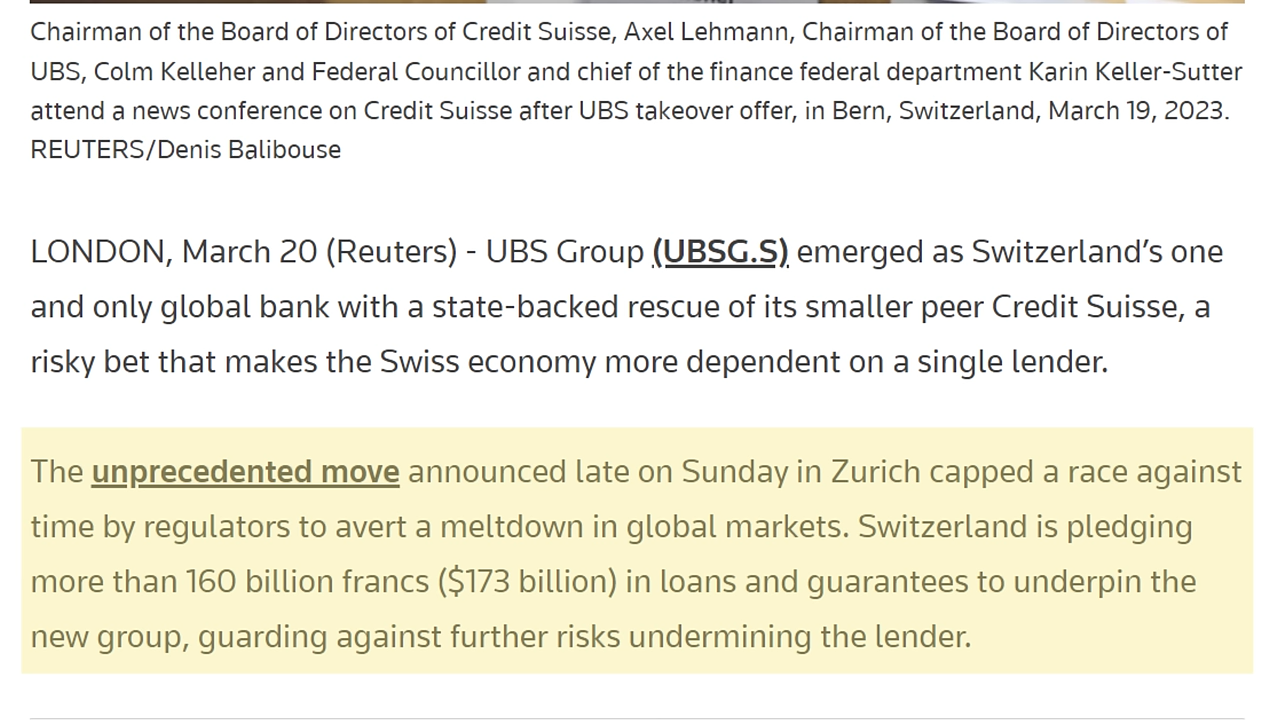 Chairman of the Board of Directors of Credit Suisse, Axel Lehmann, Chairman of the Board of Directors of
UBS, Colm Kelleher and Federal Councillor and chief of the finance federal department Karin Keller-Sutter
attend a news conference on Credit Suisse after UBS takeover offer, in Bern, Switzerland, March 19, 2023.
REUTERS/Denis Balibouse
LONDON, March 20 (Reuters) - UBS Group (UBSG.S) emerged as Switzerland’s one
and only global bank with a state-backed rescue of its smaller peer Credit Suisse, a
risky bet that makes the Swiss economy more dependent on a single lender.
The unprecedented move announced late on Sunday in Zurich capped a race against
time by regulators to avert a meltdown in global markets. Switzerland is pledging
more than 160 billion francs ($173 billion) in loans and guarantees to underpin the
new group, guarding against further risks undermining the lender.